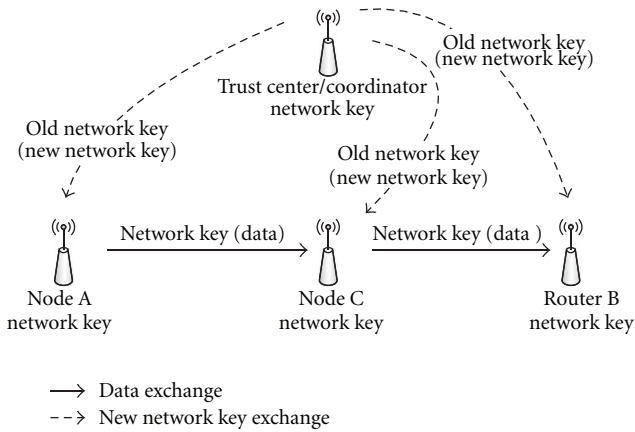 Old network key
(new network key)
Trust center/coordinator
network key
Old network key
(new network key)
Old network key
(new network key)
Network key (data)
Network key (data )
Node A
network key
Node C
network key
Router B
network key
Data exchange
New network key exchange